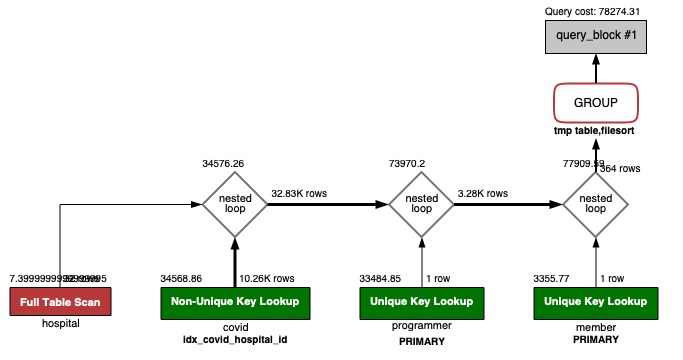 Query cost: 78274.31
query_block #1
GROUP
tmp table,filesort
34576.26
73970.2
77909.59
364 rows
nested
loop
32.83K rows
nested
loop
3.28K rows
nested
loop
34568.86
10.26K rows
33484.85
1 row
3355.77
1 row
Full Table Scan
Non-Unique Key Lookup
Unique Key Lookup
Unique Key Lookup
hospital
covid
programmer
member
idx_covid_hospital_id
PRIMARY
PRIMARY